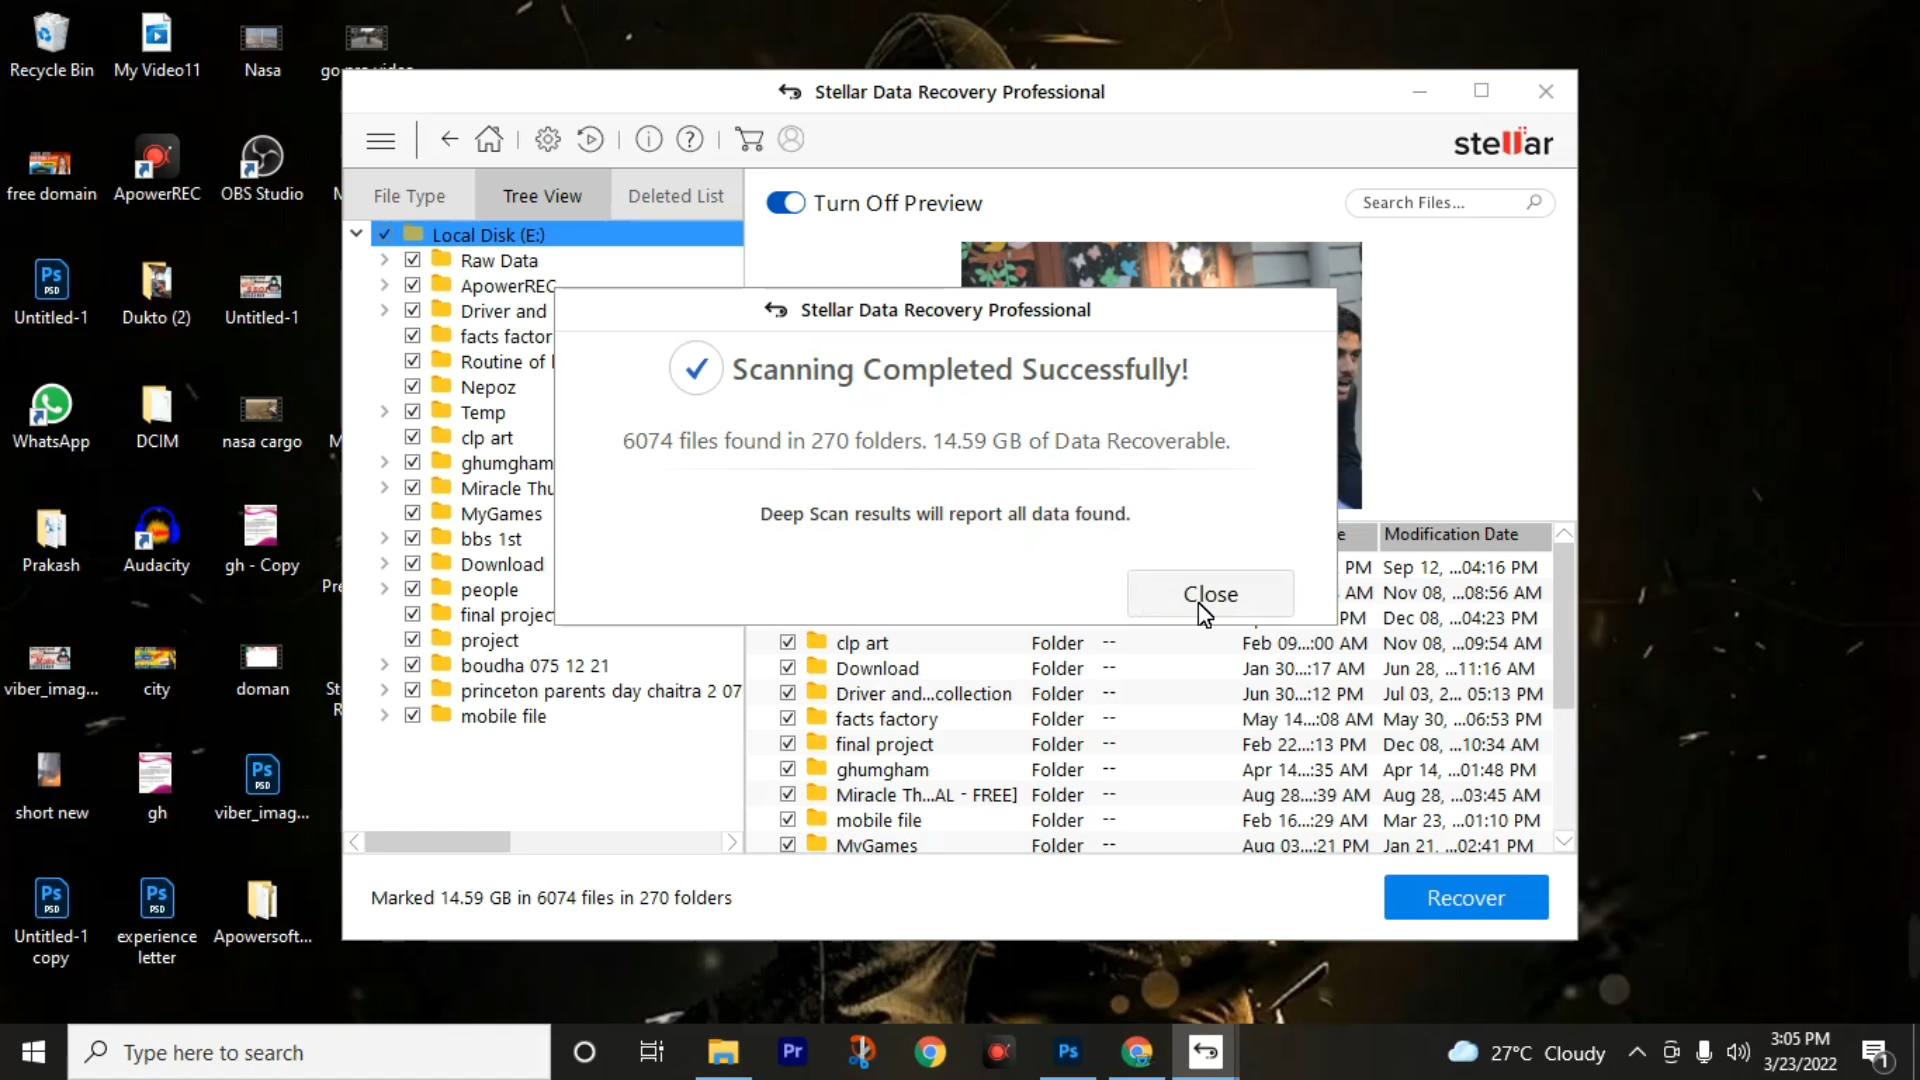 Recycle Bin
My Video11
Nasa
go pro video
free domain
ApowerREC
OBS Studio
Untitled-1
Dukto (2)
Untitled-1
WhatsApp
DCIM
nasa cargo
Prakash
Audacity
gh - Copy
viber_imag...
city
doman
short new
gh
viber_imag...
Untitled-1 copy
experience letter
Apowersoft...
Stellar Data Recovery Professional
stellar
File Type
Tree View
Deleted List
Turn Off Preview
Search Files...
Local Disk (E:)
Raw Data
ApowerREC
Driver and
facts factor
Routine of
Nepoz
Temp
clp art
ghumgham
Miracle Thu
MyGames
bbs 1st
Download
people
final project
project
boudha 075 12 21
princeton parents day chaitra 2 07
mobile file
Stellar Data Recovery Professional
Scanning Completed Successfully!
6074 files found in 270 folders. 14.59 GB of Data Recoverable.
Deep Scan results will report all data found.
Close
e Modification Date
PM Sep 12, ...04:16 PM
AM Nov 08, ...08:56 AM
PM Dec 08, ...04:23 PM
clp art Folder -- Feb 09...:00 AM Nov 08, ...09:54 AM
Download Folder -- Jan 30...:17 AM Jun 28, ...11:16 AM
Driver and...collection Folder -- Jun 30...:12 PM Jul 03, 2... 05:13 PM
facts factory Folder -- May 14...:08 AM May 30, ...06:53 PM
final project Folder -- Feb 22...:13 PM Dec 08, ...10:34 AM
ghumgham Folder -- Apr 14...:35 AM Apr 14, ...01:48 PM
Miracle Th...AL - FREE] Folder -- Aug 28...:39 AM Aug 28, ...03:45 AM
mobile file Folder -- Feb 16...:29 AM Mar 23, ...01:10 PM
MyGames Folder -- Aug 03...:21 PM Jan 21, ...02:41 PM
Marked 14.59 GB in 6074 files in 270 folders
Recover
Type here to search
27°C Cloudy
3:05 PM
3/23/2022
1